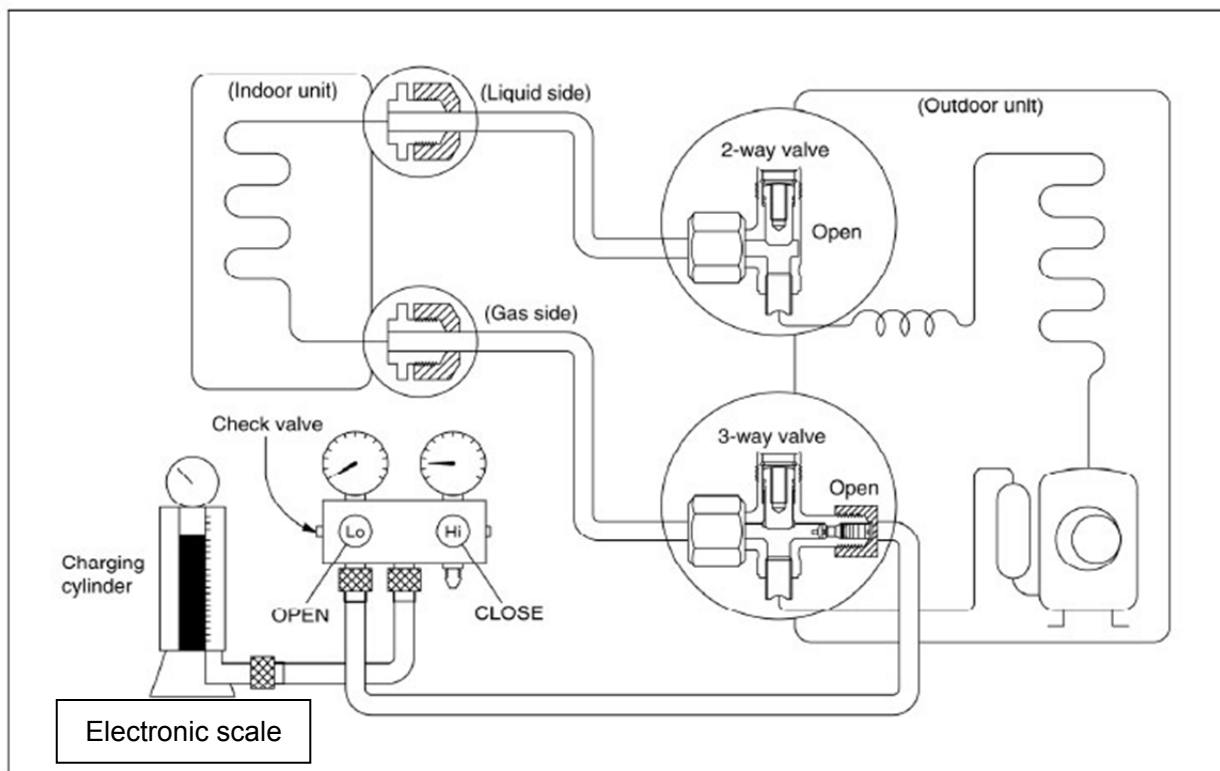 (Indoor unit)
(Liquid side)
(Outdoor unit)
2-way valve
Open
(Gas side)
Check valve
3-way valve
Open
Lo
Hi
Charging
cylinder
OPEN
CLOSE
Electronic scale